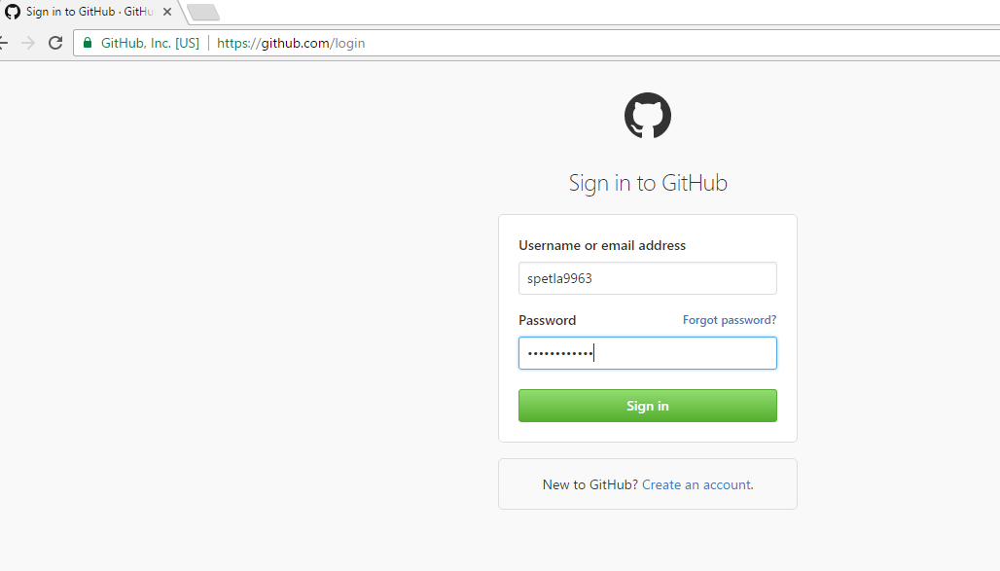 Sign in to GitHub · GitHu
GitHub, Inc. [US] https://github.com/login
Sign in to GitHub
Username or email address
spetla9963
Password Forgot password?
••••••••••••
Sign in
New to GitHub? Create an account.